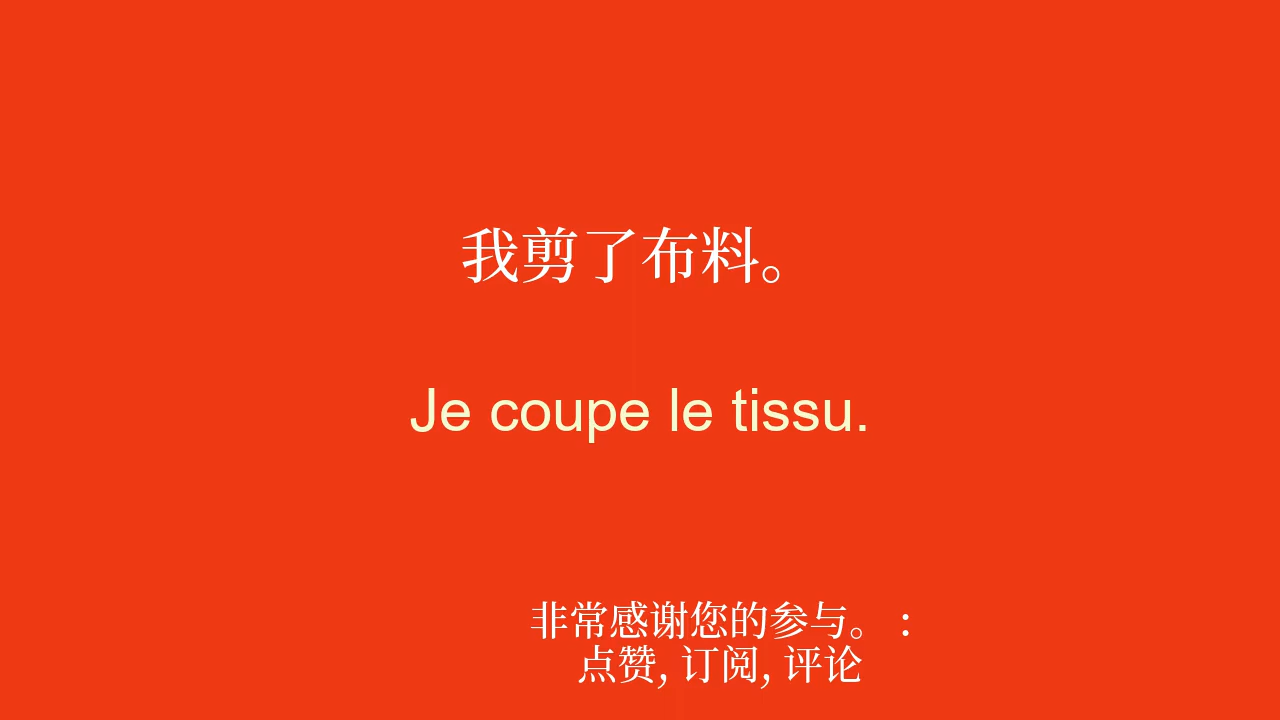 我剪了布料。
Je coupe le tissu.
非常感谢您的参与。 :
点赞, 订阅, 评论